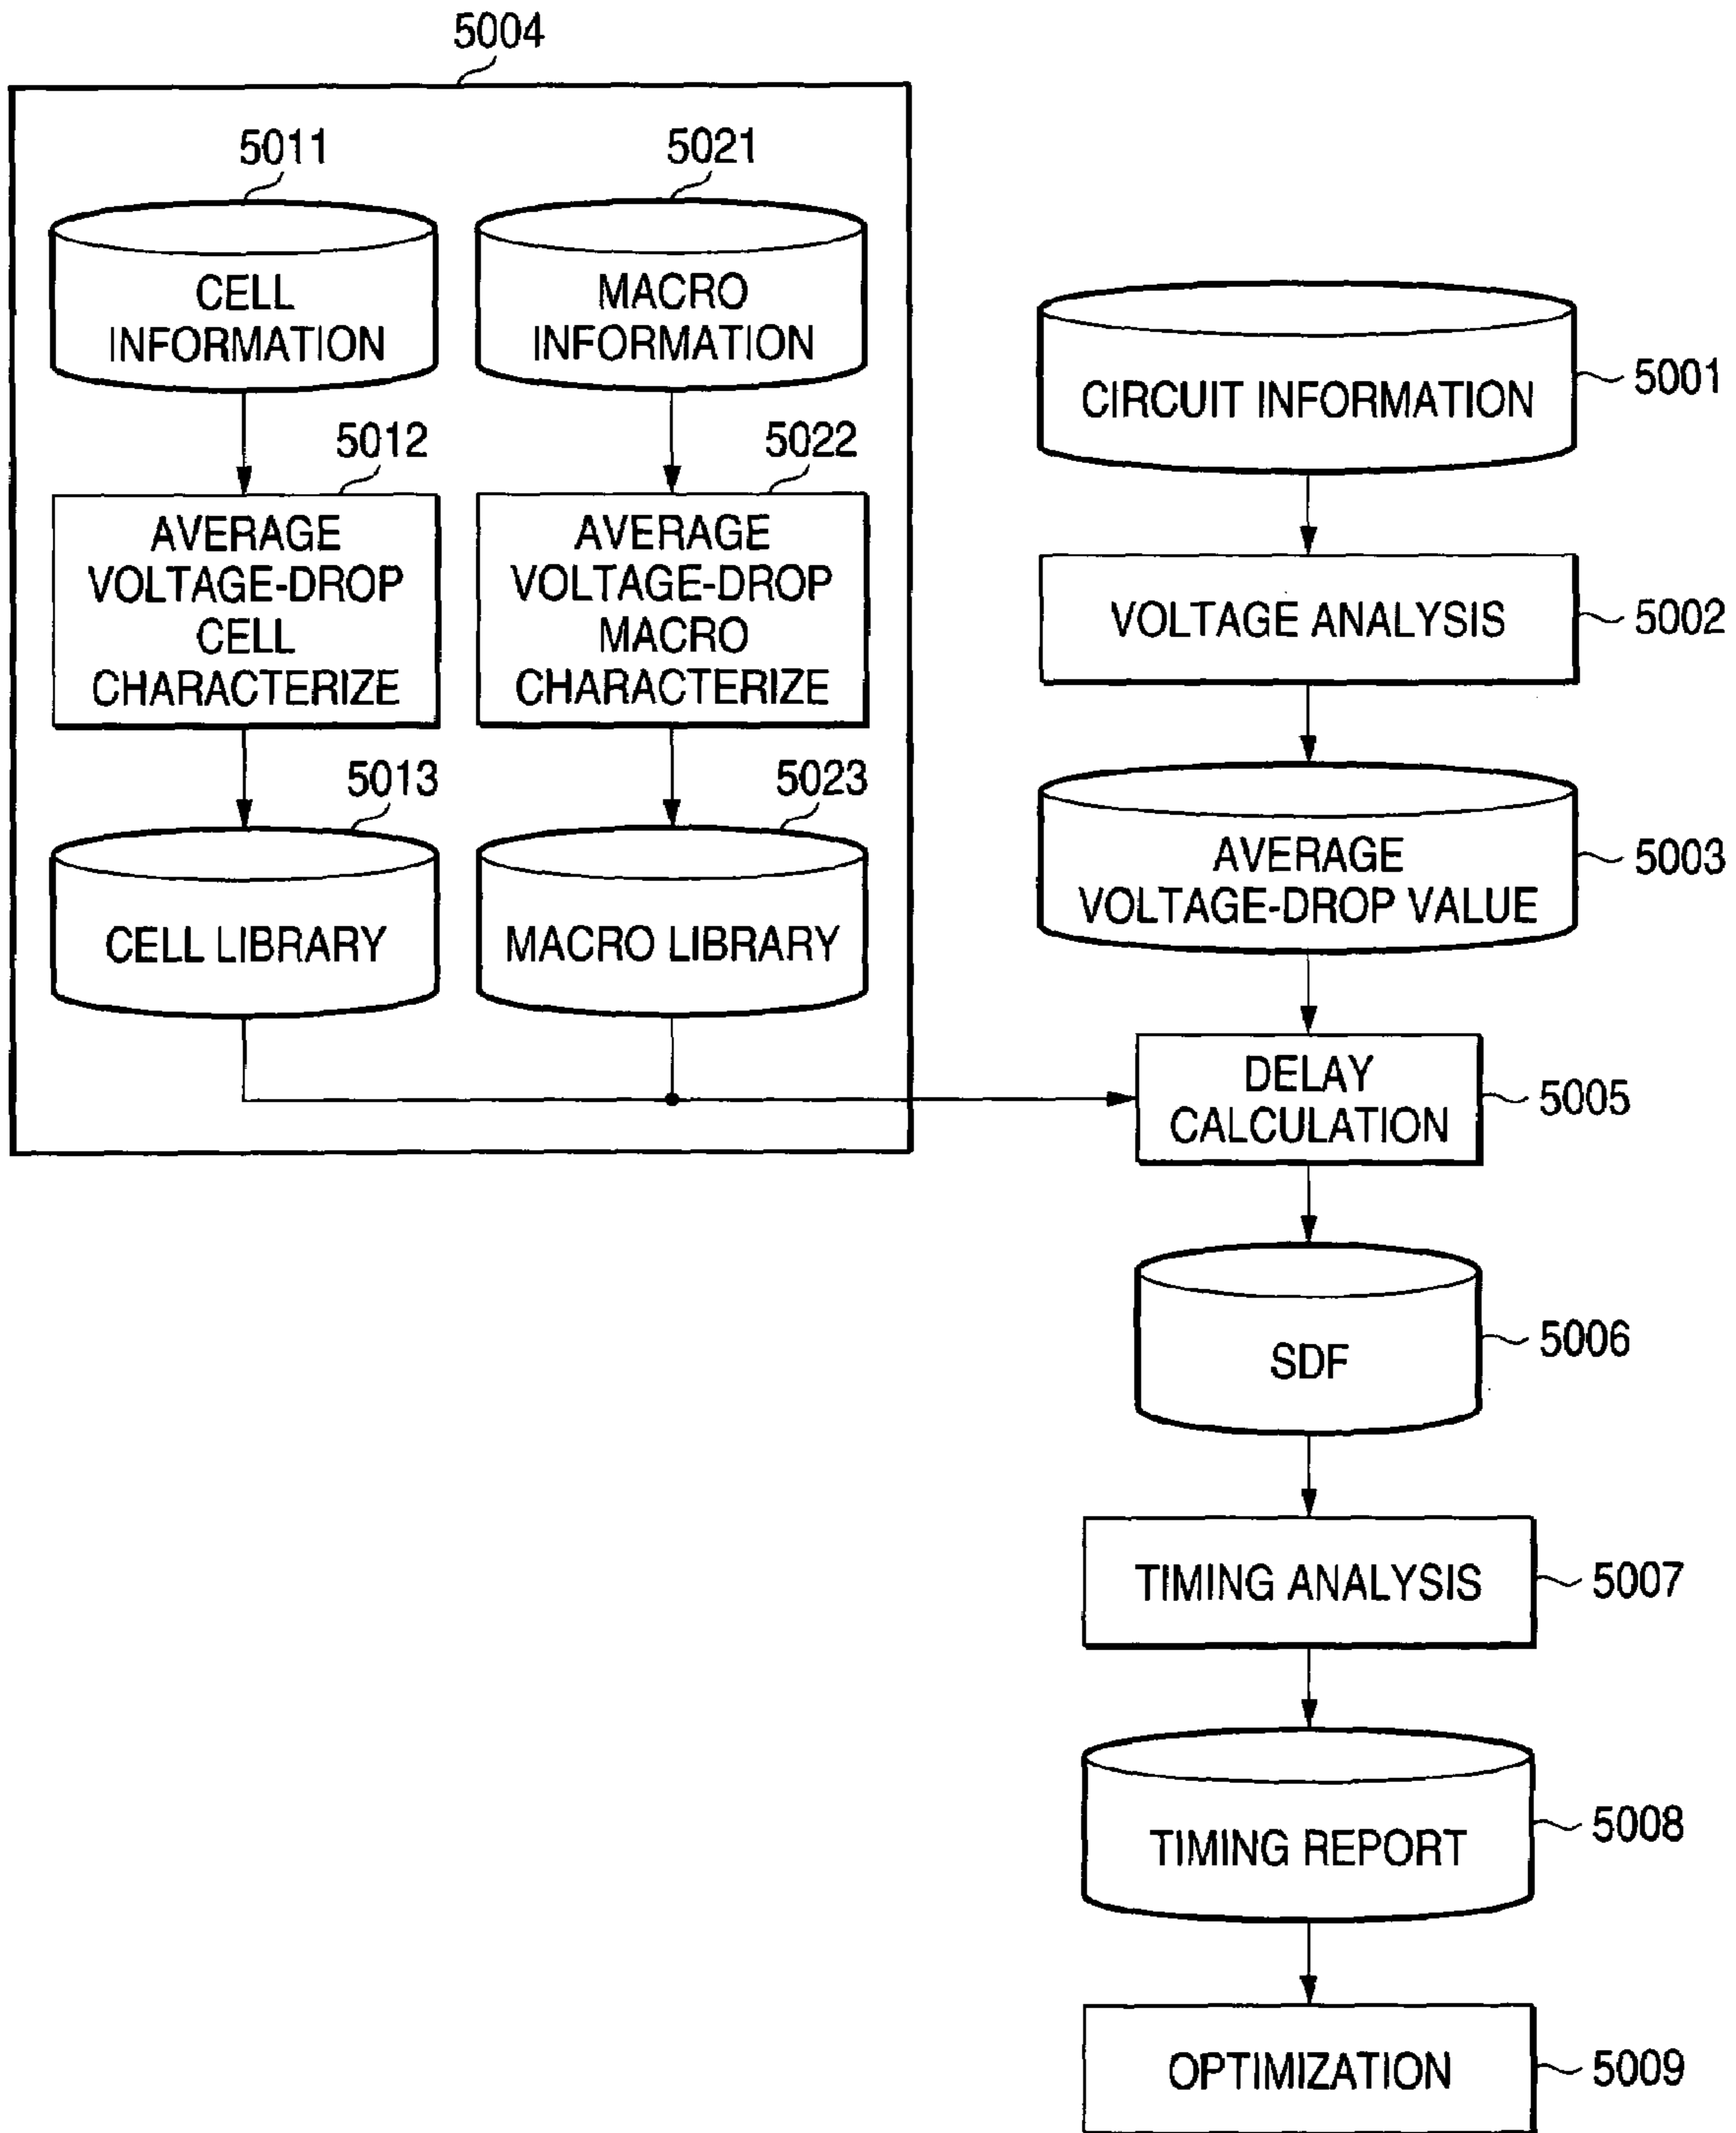 5004
5011
CELL
INFORMATION
5012
AVERAGE
VOLTAGE-DROP
CELL
CHARACTERIZE
5013
CELL LIBRARY
5021
MACRO
INFORMATION
5022
AVERAGE
VOLTAGE-DROP
MACRO
CHARACTERIZE
5023
MACRO LIBRARY
CIRCUIT INFORMATION
5001
VOLTAGE ANALYSIS
5002
AVERAGE
VOLTAGE-DROP VALUE
5003
DELAY
CALCULATION
5005
SDF
5006
TIMING ANALYSIS
5007
TIMING REPORT
5008
OPTIMIZATION
5009